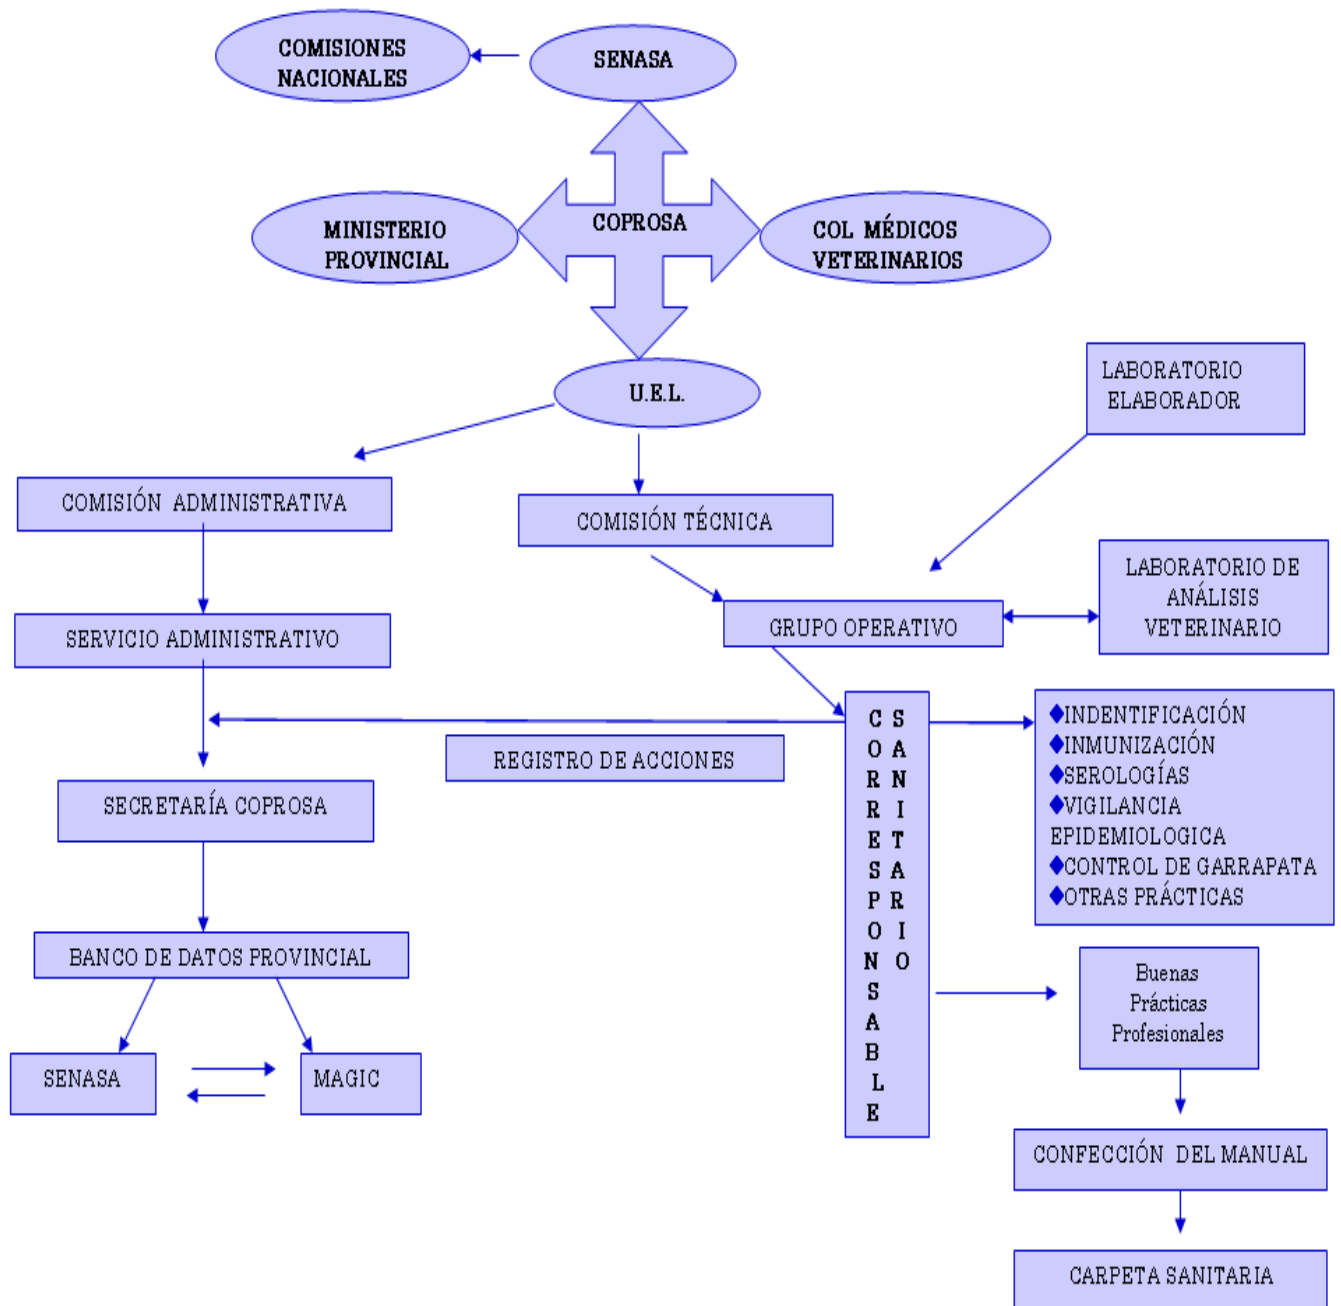 COMISIONES
NACIONALES
SENASA
MINISTERIO
PROVINCIAL
COPROSA
COL MÉDICOS
VETERINARIOS
U.E.L.
LABORATORIO
ELABORADOR
COMISIÓN ADMINISTRATIVA
COMISIÓN TÉCNICA
LABORATORIO DE
ANÁLISIS
VETERINARIO
SERVICIO ADMINISTRATIVO
GRUPO OPERATIVO
CORRESPONSABLE
SANITARIO
◆INDENTIFICACIÓN
◆INMUNIZACIÓN
◆SEROLOGÍAS
◆VIGILANCIA
EPIDEMIOLOGICA
◆CONTROL DE GARRAPATA
◆OTRAS PRÁCTICAS
REGISTRO DE ACCIONES
SECRETARÍA COPROSA
BANCO DE DATOS PROVINCIAL
Buenas
Prácticas
Profesionales
SENASA
MAGIC
CONFECCIÓN DEL MANUAL
CARPETA SANITARIA